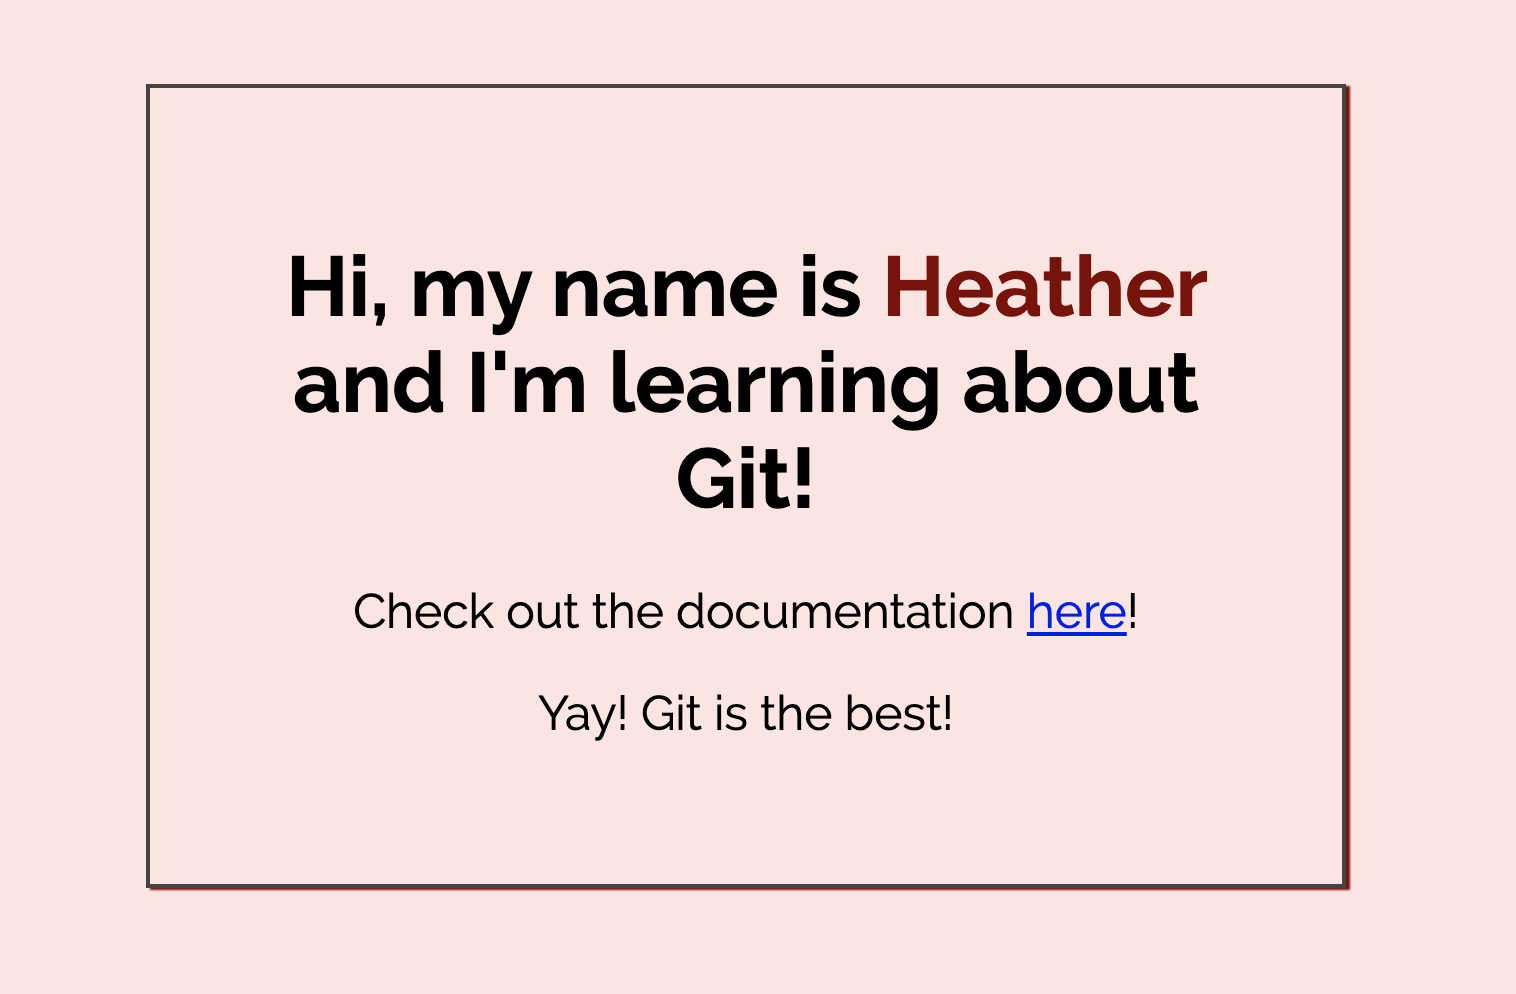 Hi, my name is Heather
and I'm learning about
Git!
Check out the documentation here!
Yay! Git is the best!